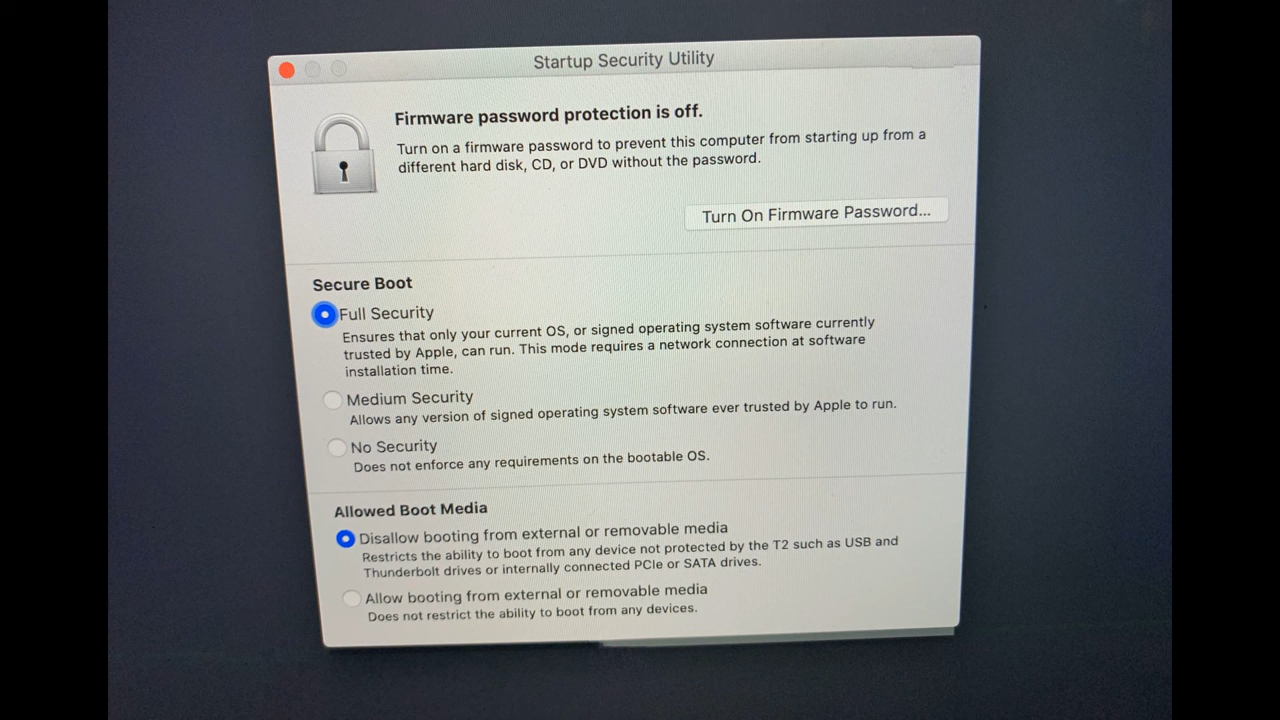 Startup Security Utility
Firmware password protection is off.
Turn on a firmware password to prevent this computer from starting up from a
different hard disk, CD, or DVD without the password.
Turn On Firmware Password...
Secure Boot
Full Security
Ensures that only your current OS, or signed operating system software currently
trusted by Apple, can run. This mode requires a network connection at software
installation time.
Medium Security
Allows any version of signed operating system software ever trusted by Apple to run.
No Security
Does not enforce any requirements on the bootable OS.
Allowed Boot Media
Disallow booting from external or removable media
Restricts the ability to boot from any device not protected by the T2 such as USB and
Thunderbolt drives or internally connected PCIe or SATA drives.
Allow booting from external or removable media
Does not restrict the ability to boot from any devices.